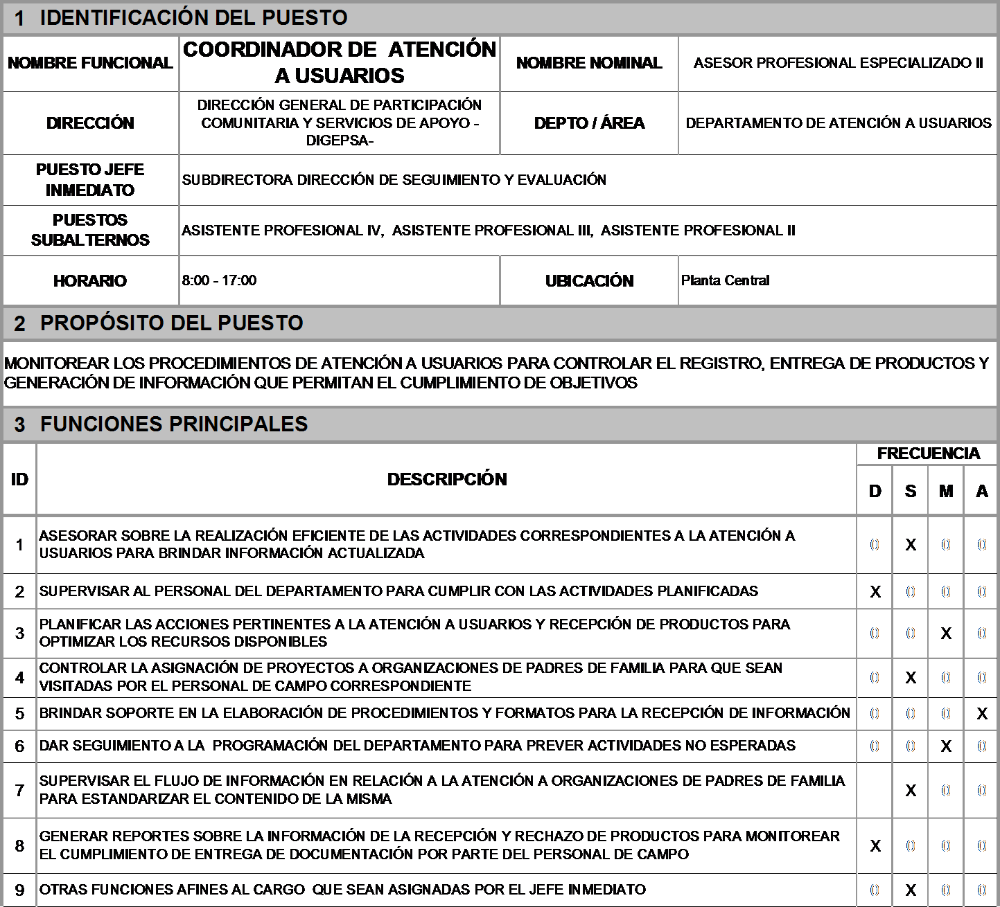 1 IDENTIFICACIÓN DEL PUESTO
NOMBRE FUNCIONAL
COORDINADOR DE ATENCIÓN
A USUARIOS
NOMBRE NOMINAL
ASESOR PROFESIONAL ESPECIALIZADO II
DIRECCIÓN
DIRECCIÓN GENERAL DE PARTICIPACIÓN
COMUNITARIA Y SERVICIOS DE APOYO -
DIGEPSA-
DEPTO / ÁREA
DEPARTAMENTO DE ATENCIÓN A USUARIOS
PUESTO JEFE
INMEDIATO
SUBDIRECTORA DIRECCIÓN DE SEGUIMIENTO Y EVALUACIÓN
PUESTOS
SUBALTERNOS
ASISTENTE PROFESIONAL IV, ASISTENTE PROFESIONAL III, ASISTENTE PROFESIONAL II
HORARIO
8:00 - 17:00
UBICACIÓN
Planta Central
2 PROPÓSITO DEL PUESTO
MONITOREAR LOS PROCEDIMIENTOS DE ATENCIÓN A USUARIOS PARA CONTROLAR EL REGISTRO, ENTREGA DE PRODUCTOS Y
GENERACIÓN DE INFORMACIÓN QUE PERMITAN EL CUMPLIMIENTO DE OBJETIVOS
3 FUNCIONES PRINCIPALES
ID
DESCRIPCIÓN
FRECUENCIA
D S M A
1
ASESORAR SOBRE LA REALIZACIÓN EFICIENTE DE LAS ACTIVIDADES CORRESPONDIENTES A LA ATENCIÓN A
USUARIOS PARA BRINDAR INFORMACIÓN ACTUALIZADA
0 X 0 0
2 SUPERVISAR AL PERSONAL DEL DEPARTAMENTO PARA CUMPLIR CON LAS ACTIVIDADES PLANIFICADAS X 0 0 0
3
PLANIFICAR LAS ACCIONES PERTINENTES A LA ATENCIÓN A USUARIOS Y RECEPCIÓN DE PRODUCTOS PARA
OPTIMIZAR LOS RECURSOS DISPONIBLES
0 0 X 0
4
CONTROLAR LA ASIGNACIÓN DE PROYECTOS A ORGANIZACIONES DE PADRES DE FAMILIA PARA QUE SEAN
VISITADAS POR EL PERSONAL DE CAMPO CORRESPONDIENTE
0 X 0 0
5 BRINDAR SOPORTE EN LA ELABORACIÓN DE PROCEDIMIENTOS Y FORMATOS PARA LA RECEPCIÓN DE INFORMACIÓN 0 0 0 X
6 DAR SEGUIMIENTO A LA PROGRAMACIÓN DEL DEPARTAMENTO PARA PREVER ACTIVIDADES NO ESPERADAS 0 0 X 0
7
SUPERVISAR EL FLUJO DE INFORMACIÓN EN RELACIÓN A LA ATENCIÓN A ORGANIZACIONES DE PADRES DE FAMILIA
PARA ESTANDARIZAR EL CONTENIDO DE LA MISMA
X 0 0
8
GENERAR REPORTES SOBRE LA INFORMACIÓN DE LA RECEPCIÓN Y RECHAZO DE PRODUCTOS PARA MONITOREAR
EL CUMPLIMIENTO DE ENTREGA DE DOCUMENTACIÓN POR PARTE DEL PERSONAL DE CAMPO
X 0 0 0
9 OTRAS FUNCIONES AFINES AL CARGO QUE SEAN ASIGNADAS POR EL JEFE INMEDIATO 0 X 0 0